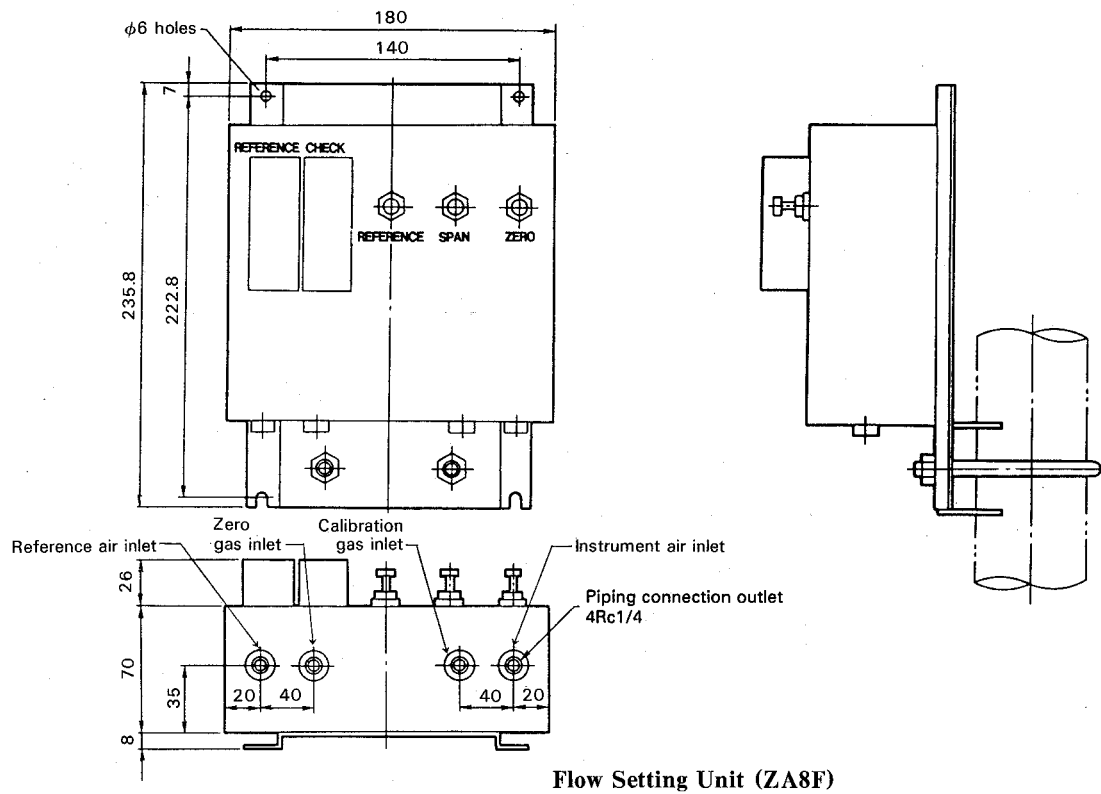 180
φ6 holes
140
7
REFERENCE CHECK
REFERENCE SPAN ZERO
235.8
222.8
Reference air inlet
Zero
gas inlet
Calibration
gas inlet
Instrument air inlet
Piping connection outlet
4Rc1/4
26
70
35
8
20 40
40 20
Flow Setting Unit (ZA8F)